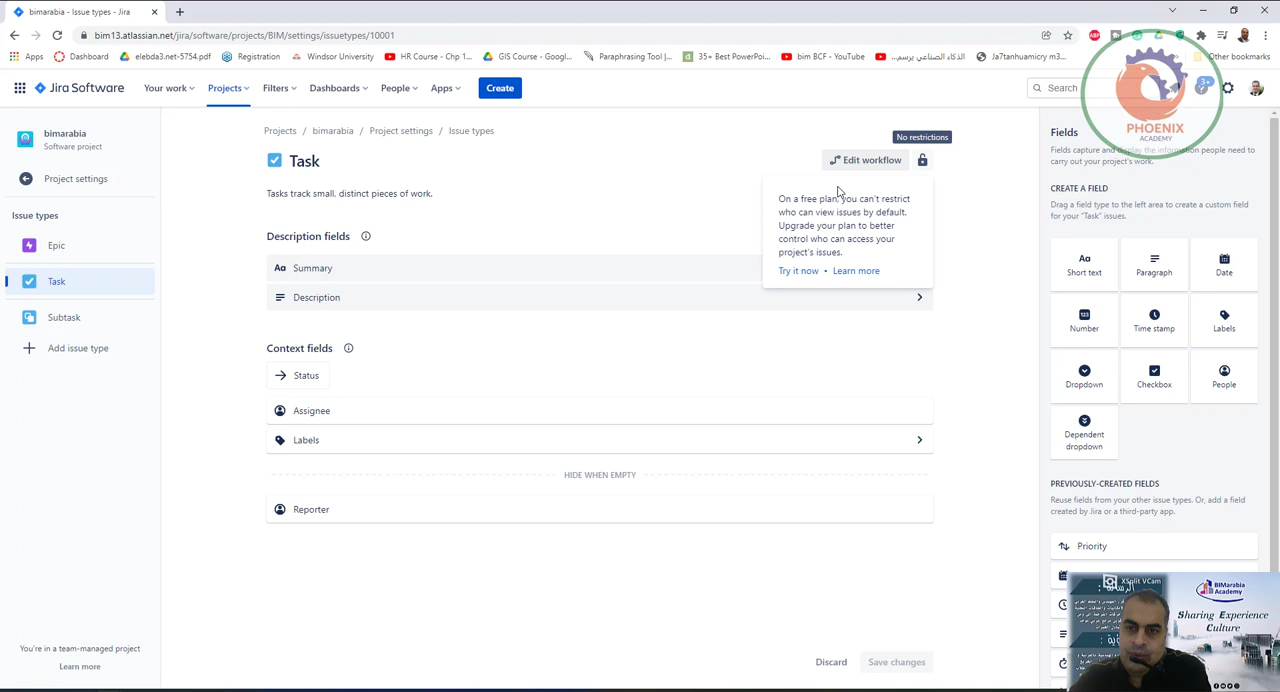 bimarabia - Issue types - Jira
bim13.atlassian.net/jira/software/projects/BIM/settings/issuetypes/10001
Apps
Dashboard
elebda3.net-5754.pdf
Registration
Windsor University
HR Course - Chp 1...
GIS.Course - Googl...
Paraphrasing Tool |...
35+ Best PowerPoi...
bim BCF - YouTube
الذكاء الصناعي يرسم...
Ja7tanhuamicry m3...
Other bookmarks
Jira Software
Your work
Projects
Filters
Dashboards
People
Apps
Create
Search
3+
PHOENIX
ACADEMY
bimarabia
Software project
Project settings
Issue types
Epic
Task
Subtask
Add issue type
You're in a team-managed project
Learn more
Projects / bimarabia / Project settings / Issue types
No restrictions
Task
Edit workflow
Tasks track small, distinct pieces of work.
On a free plan, you can't restrict
who can view issues by default.
Upgrade your plan to better
control who can access your
project's issues.
Try it now • Learn more
Description fields
Aa Summary
Description
Context fields
Status
Assignee
Labels
HIDE WHEN EMPTY
Reporter
Discard
Save changes
Fields
Fields capture and display the information people need to
carry out your project's work.
CREATE A FIELD
Drag a field type to the left area to create a custom field
for your "Task" issues.
Aa
Short text
Paragraph
Date
123
Number
Time stamp
Labels
Dropdown
Checkbox
People
Dependent
dropdown
PREVIOUSLY-CREATED FIELDS
Reuse fields from your other issue types. Or, add a field
created by Jira or a third-party app.
Priority
XSplit VCam
BIMarabia
Academy
Sharing Experience
Culture